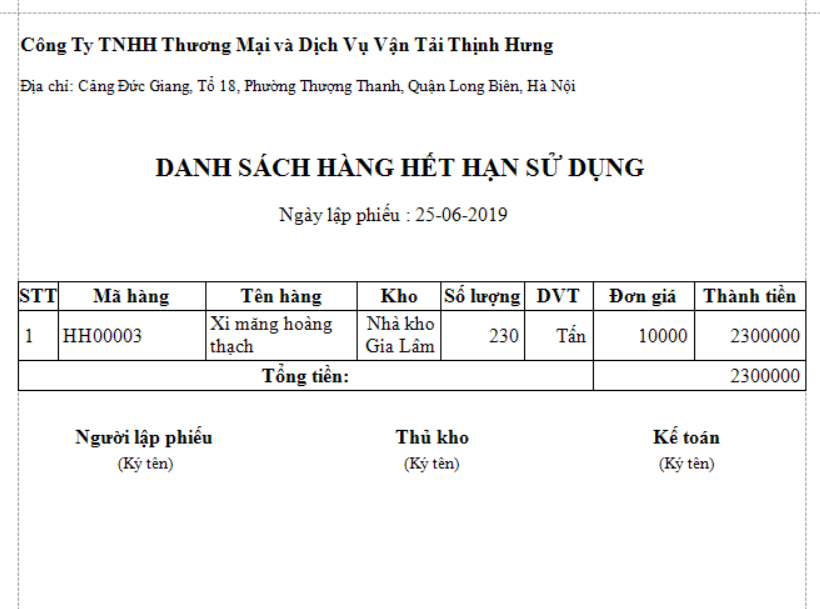 Công Ty TNHH Thương Mại và Dịch Vụ Vận Tải Thịnh Hưng
Địa chỉ: Cảng Đức Giang, Tổ 18, Phường Thượng Thanh, Quận Long Biên, Hà Nội
DANH SÁCH HÀNG HẾT HẠN SỬ DỤNG
Ngày lập phiếu : 25-06-2019
STT Mã hàng Tên hàng Kho Số lượng DVT Đơn giá Thành tiền
1 HH00003 Xi măng hoàng thạch Nhà kho Gia Lâm 230 Tấn 10000 2300000
Tổng tiền: 2300000
Người lập phiếu Thủ kho Kế toán
(Ký tên) (Ký tên) (Ký tên)